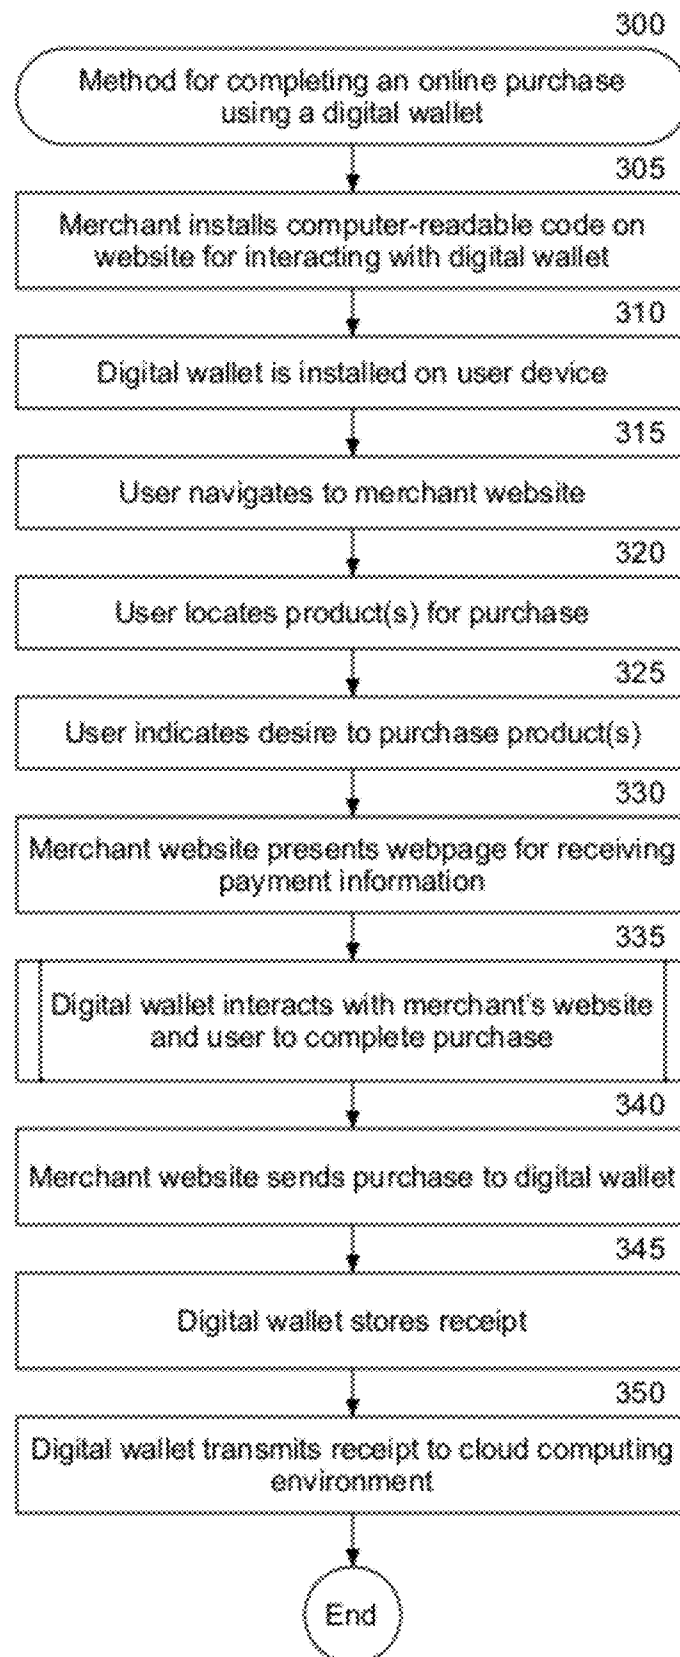 300
Method for completing an online purchase
using a digital wallet
305
Merchant installs computer-readable code on
website for interacting with digital wallet
310
Digital wallet is installed on user device
315
User navigates to merchant website
320
User locates product(s) for purchase
325
User indicates desire to purchase product(s)
330
Merchant website presents webpage for receiving
payment information
335
Digital wallet interacts with merchant's website
and user to complete purchase
340
Merchant website sends purchase to digital wallet
345
Digital wallet stores receipt
350
Digital wallet transmits receipt to cloud computing
environment
End